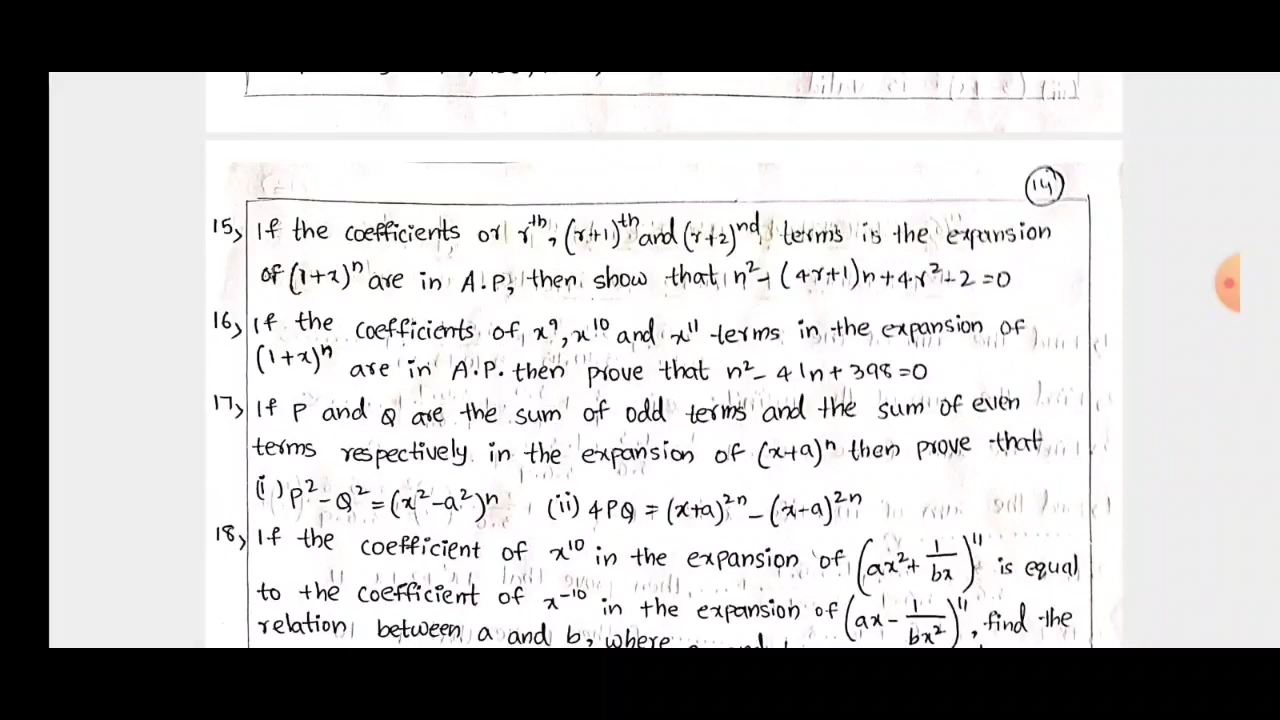 14
15, If the coefficients of rᵗʰ, (r+1)ᵗʰ and (r+2)ⁿᵈ terms is the expansion
of (1+x)ⁿ are in A.P, then show that n² - (4r+1)n + 4r² - 2 = 0
16, If the coefficients of x⁹, x¹⁰ and x¹¹ terms in the expansion of
(1+x)ⁿ are in A.P. then prove that n² - 41n + 398 = 0
17, If P and Q are the sum of odd terms and the sum of even
terms respectively in the expansion of (x+a)ⁿ then prove that
(i) P² - Q² = (x² - a²)ⁿ (ii) 4PQ = (x+a)²ⁿ - (x-a)²ⁿ
18, If the coefficient of x¹⁰ in the expansion of (ax² + 1/bx)¹¹ is equal
to the coefficient of x⁻¹⁰ in the expansion of (ax - 1/bx²)¹¹, find the
relation between a and b, where